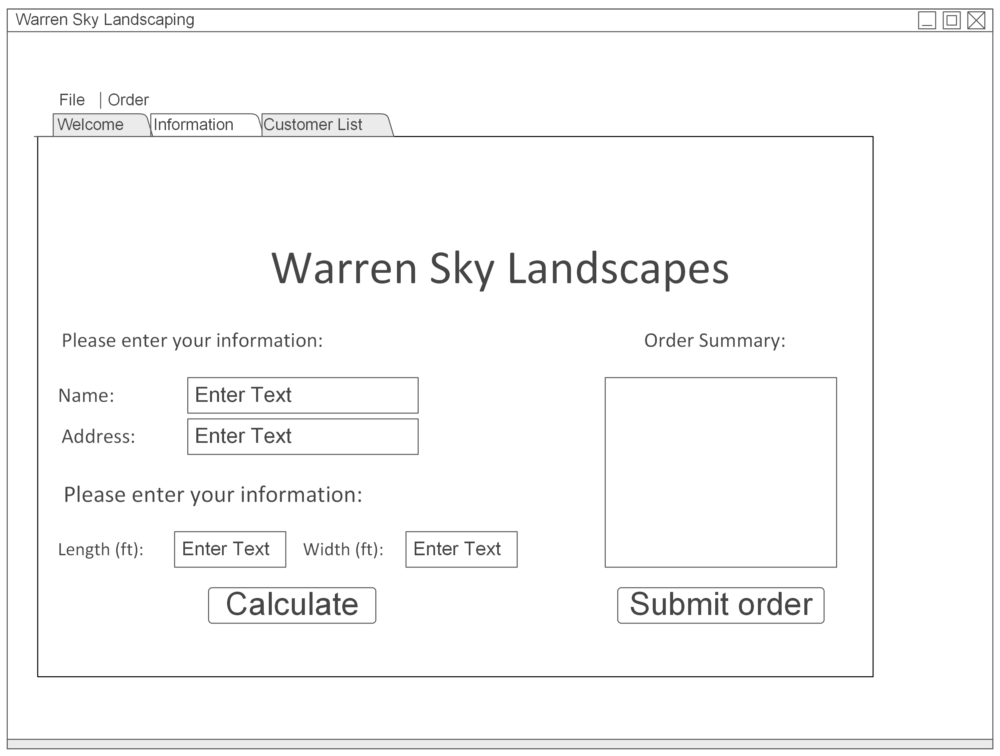 Warren Sky Landscaping
File | Order
Welcome Information Customer List
Warren Sky Landscapes
Please enter your information: Order Summary:
Name: Enter Text
Address: Enter Text
Please enter your information:
Length (ft): Enter Text Width (ft): Enter Text
Calculate Submit order